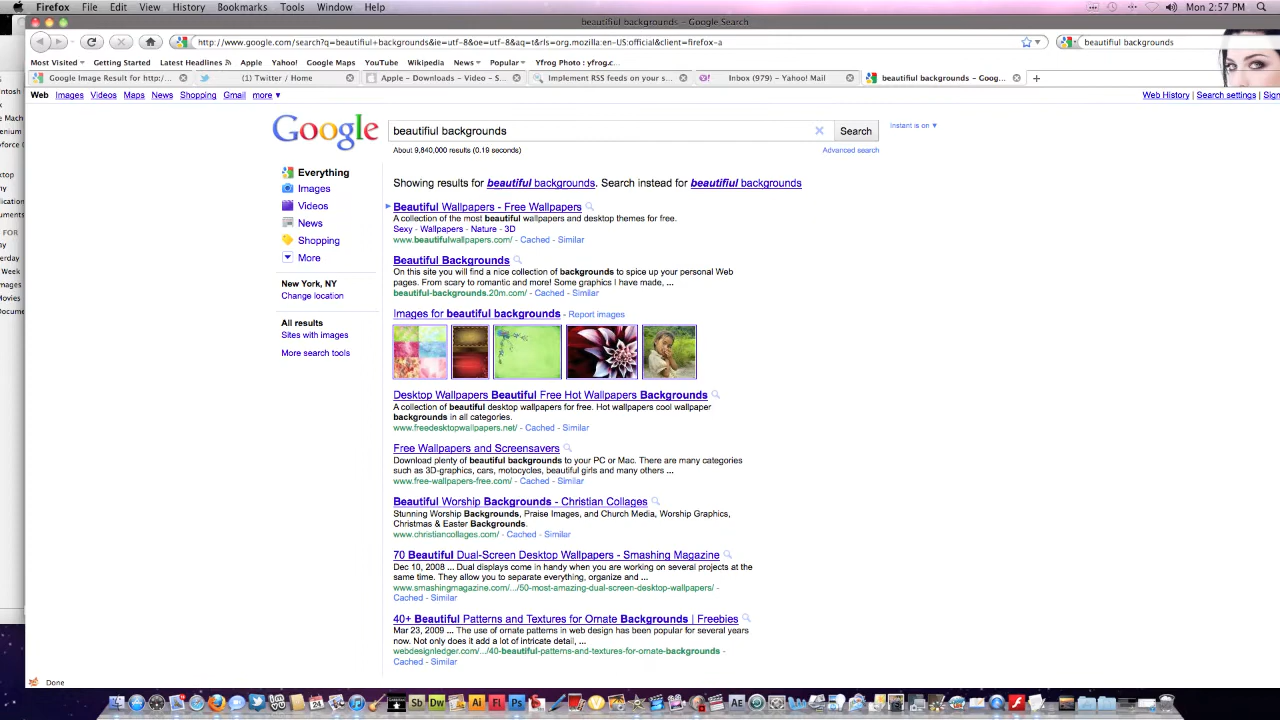 Firefox File Edit View History Bookmarks Tools Window Help Mon 2:57 PM
beautiful backgrounds - Google Search
http://www.google.com/search?q=beautiful+backgrounds&ie=utf-8&oe=utf-8&aq=t&rls=org.mozilla:en-US:official&client=firefox-a beautiful backgrounds
Most Visited Getting Started Latest Headlines Apple Yahoo! Google Maps YouTube Wikipedia News Popular Yfrog.com - Yfrog.c...
Google Image Result for http:/... (1) Twitter / Home Apple - Downloads - Video - S... Implement RSS feeds on your s... Inbox (979) - Yahoo! Mail beautiful backgrounds - Goog...
Web Images Videos Maps News Shopping Gmail more Web History | Search settings | Sign
Google beautiful backgrounds Search Instant is on
About 9,840,000 results (0.19 seconds) Advanced search
Everything
Images
Videos
News
Shopping
More
New York, NY
Change location
All results
Sites with images
More search tools
Showing results for beautiful backgrounds. Search instead for beautiful backgrounds
Beautiful Wallpapers - Free Wallpapers
A collection of the most beautiful wallpapers and desktop themes for free.
Sexy - Wallpapers - Nature - 3D
www.beautifulwallpapers.com/ - Cached - Similar
Beautiful Backgrounds
On this site you will find a nice collection of backgrounds to spice up your personal Web
pages. From scary to romantic and more! Some graphics I have made, ...
beautiful-backgrounds.20m.com/ - Cached - Similar
Images for beautiful backgrounds - Report images
Desktop Wallpapers Beautiful Free Hot Wallpapers Backgrounds
A collection of beautiful desktop wallpapers for free. Hot wallpapers cool wallpaper
backgrounds in all categories.
www.freedesktopwallpapers.net/ - Cached - Similar
Free Wallpapers and Screensavers
Download plenty of beautiful backgrounds to your PC or Mac. There are many categories
such as 3D-graphics, cars, motocycles, beautiful girls and many others ...
www.free-wallpapers-free.com/ - Cached - Similar
Beautiful Worship Backgrounds - Christian Collages
Stunning Worship Backgrounds, Praise Images, and Church Media, Worship Graphics,
Christmas & Easter Backgrounds.
www.christiancollages.com/ - Cached - Similar
70 Beautiful Dual-Screen Desktop Wallpapers - Smashing Magazine
Dec 10, 2008 ... Dual displays come in handy when you are working on several projects at the
same time. They allow you to separate everything, organize and ...
www.smashingmagazine.com/.../50-most-amazing-dual-screen-desktop-wallpapers/ -
Cached - Similar
40+ Beautiful Patterns and Textures for Ornate Backgrounds | Freebies
Mar 23, 2009 ... The use of ornate patterns in web design has been popular for several years
now. Not only does it add a lot of intricate detail, ...
webdesignledger.com/.../40-beautiful-patterns-and-textures-for-ornate-backgrounds -
Cached - Similar
Done
Sb Dw Ai Fl Ps AE